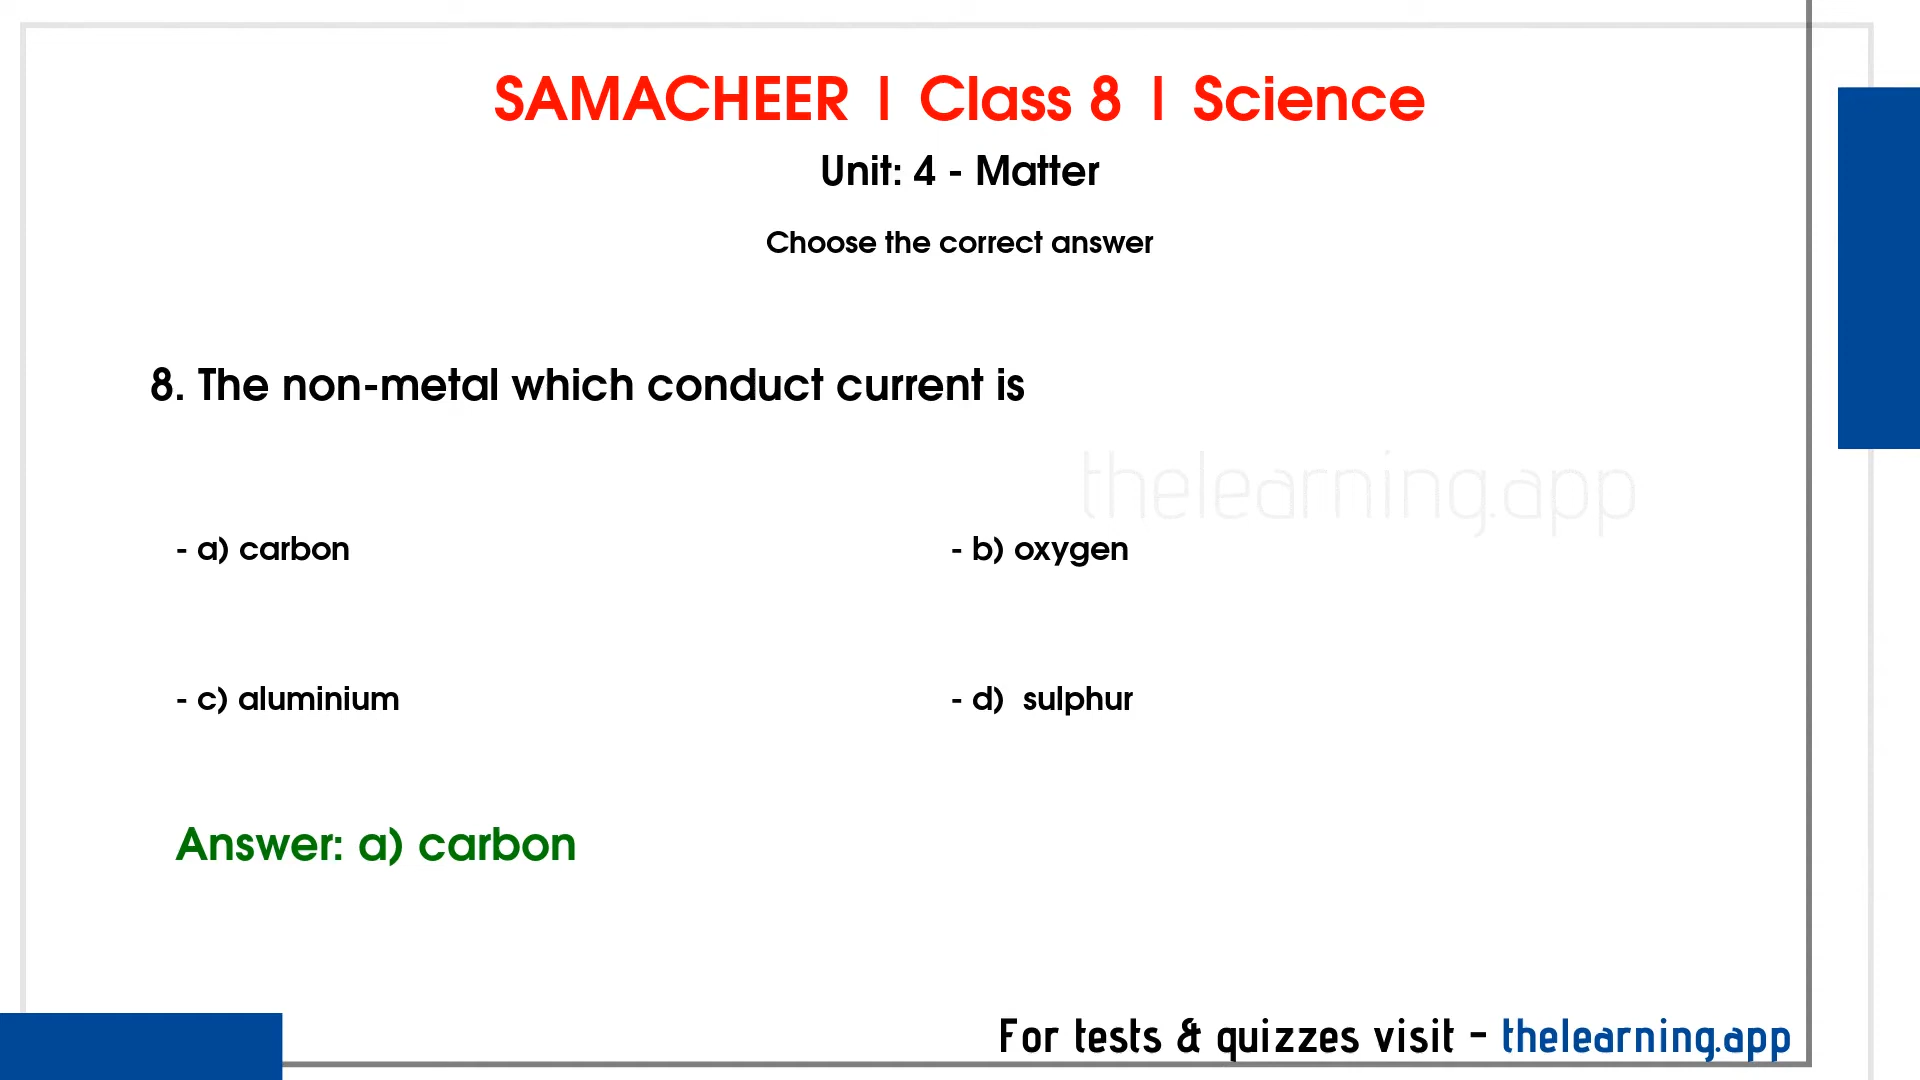 SAMACHEER | Class 8 | Science
Unit: 4 - Matter
Choose the correct answer
8. The non-metal which conduct current is
thelearning.app
- a) carbon
- b) oxygen
- c) aluminium
- d) sulphur
Answer: a) carbon
For tests & quizzes visit - thelearning.app